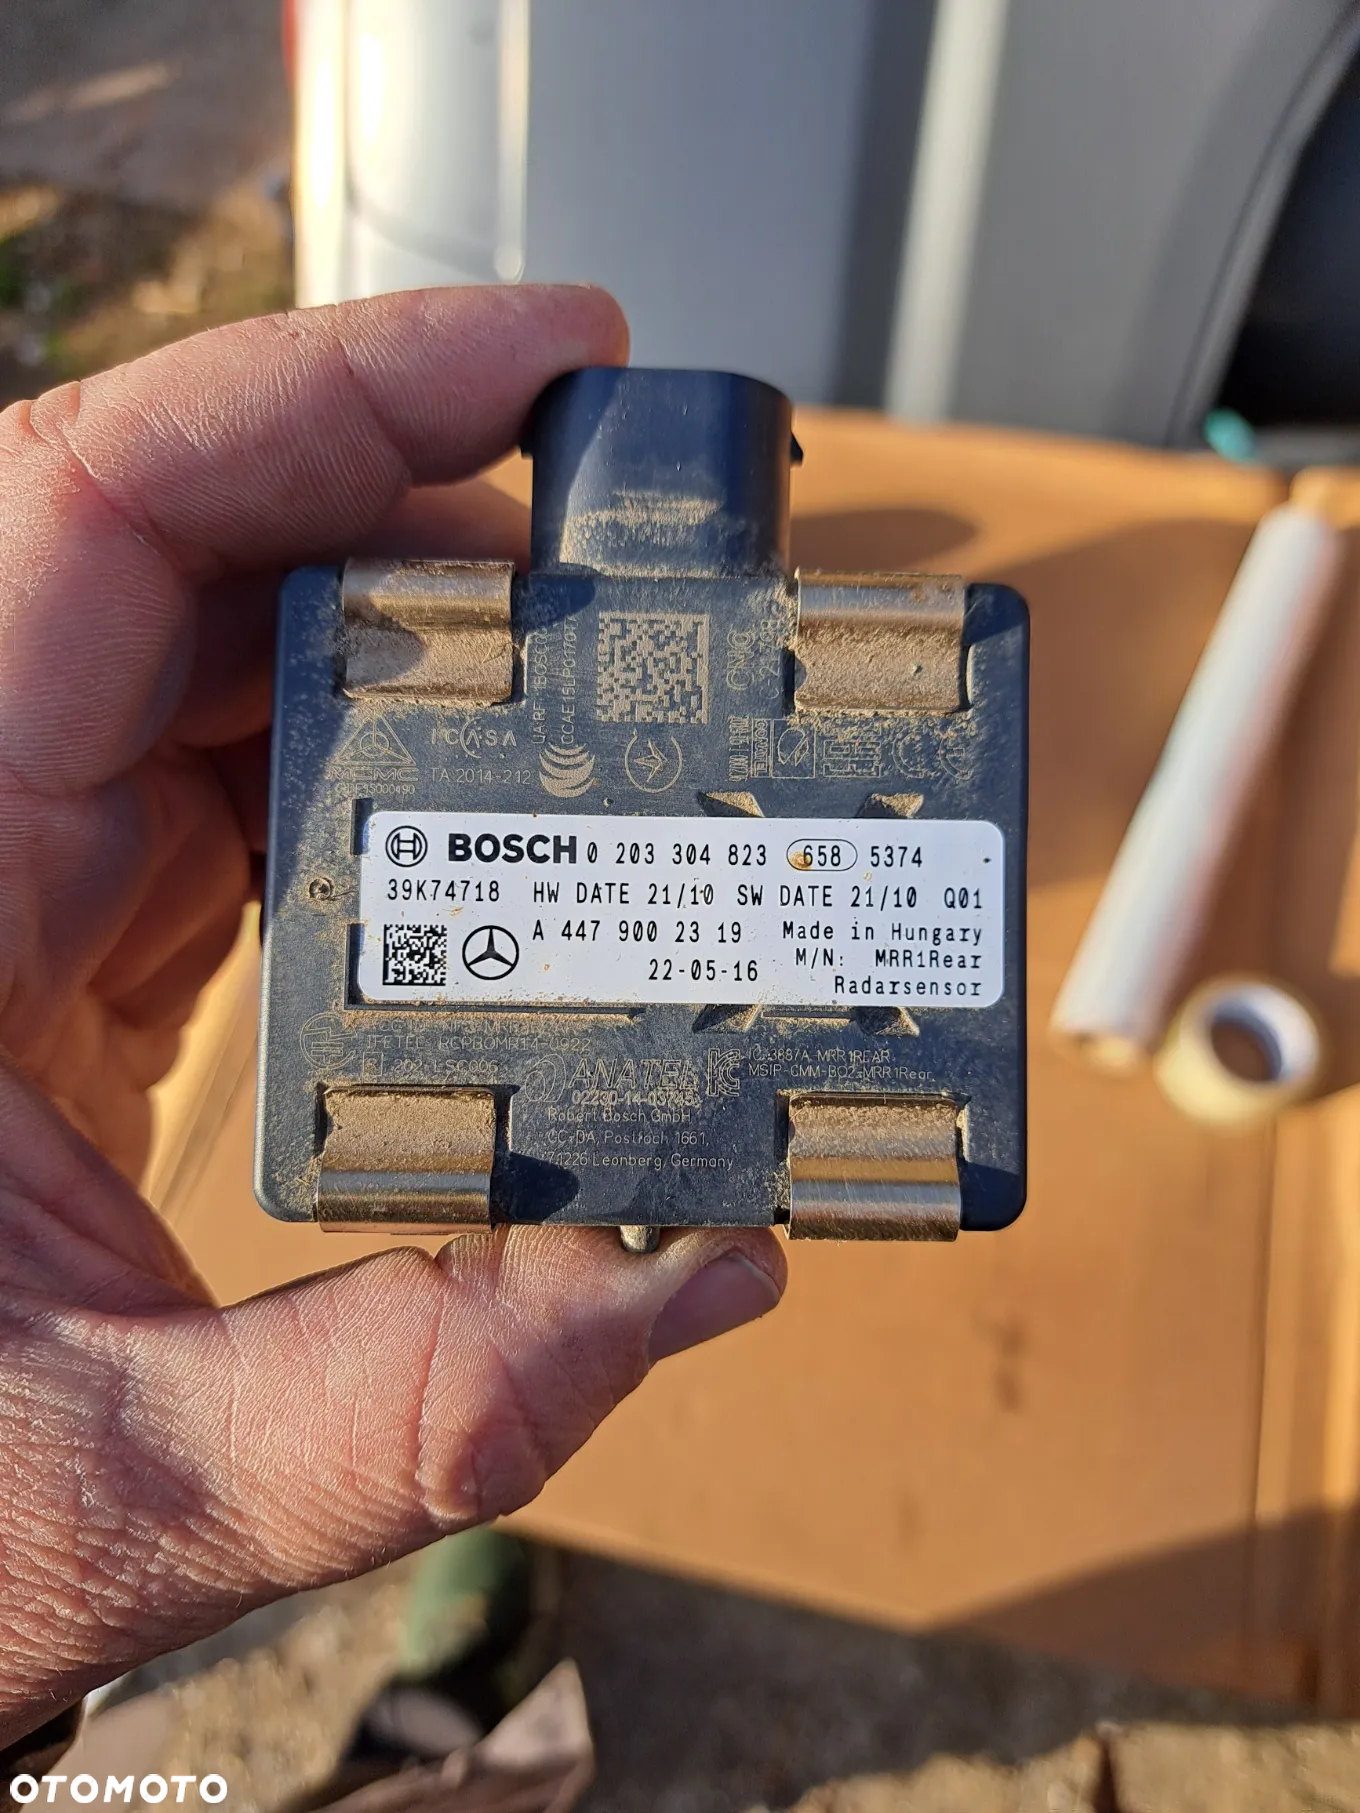 ICASA
MCMC TA 2014-212
BOSCH 0 203 304 823 658 5374
39K74718 HW DATE 21/10 SW DATE 21/10 Q01
A 447 900 23 19 Made in Hungary
22-05-16 M/N: MRR1Rear
Radarsensor
IC: 3887A-MRR1REAR
MSIP-CMM-BO2-MRR1Rear
ANATEL
02230-14-03745
Robert Bosch GmbH
Postfach 1661,
71226 Leonberg, Germany
OTOMOTO